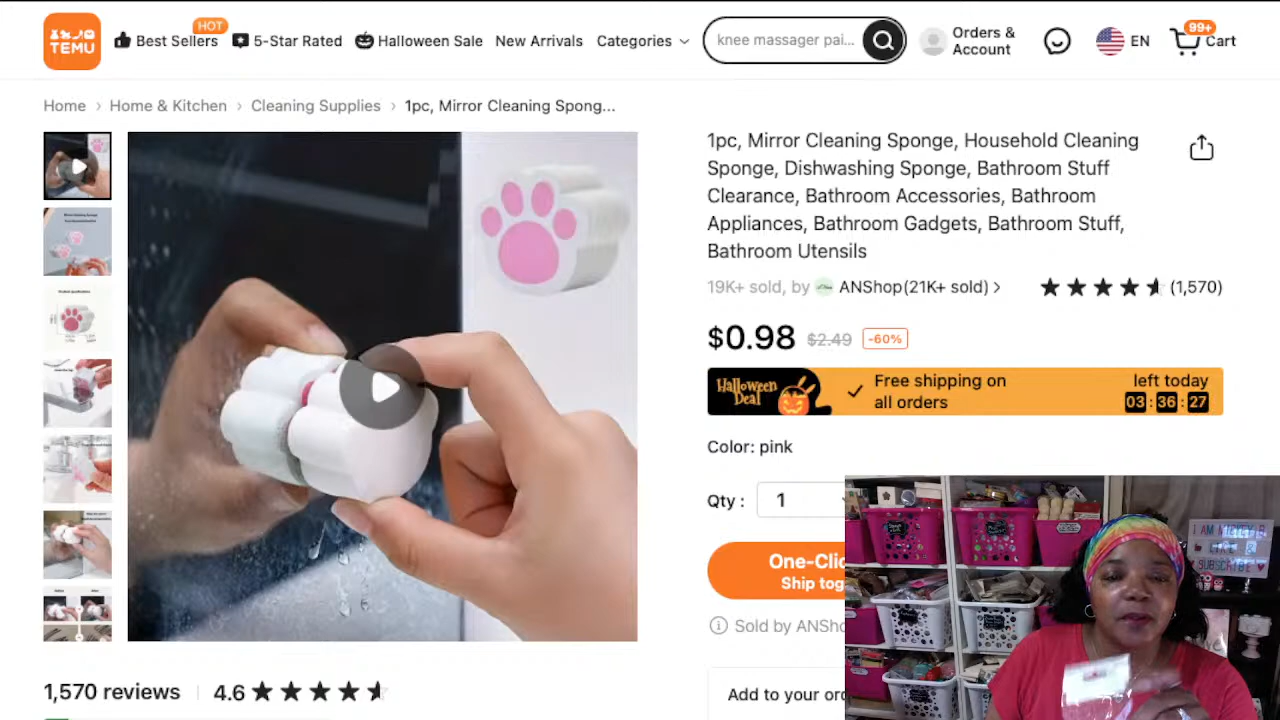 TEMU
Best Sellers
HOT
5-Star Rated
Halloween Sale
New Arrivals
Categories
knee massager pai...
Orders &
Account
EN
99+
Cart
Home › Home & Kitchen › Cleaning Supplies › 1pc, Mirror Cleaning Spong...
1pc, Mirror Cleaning Sponge, Household Cleaning
Sponge, Dishwashing Sponge, Bathroom Stuff
Clearance, Bathroom Accessories, Bathroom
Appliances, Bathroom Gadgets, Bathroom Stuff,
Bathroom Utensils
19K+ sold, by ANShop(21K+ sold) › (1,570)
$0.98 $2.49 -60%
Halloween
Deal
Free shipping on
all orders
left today
03 : 36 : 27
Color: pink
Qty : 1
One-Clic
Ship tog
Sold by ANSho
Add to your ord
1,570 reviews
4.6
I AM MICKEY B
LIKE &
SUBSCRIBE